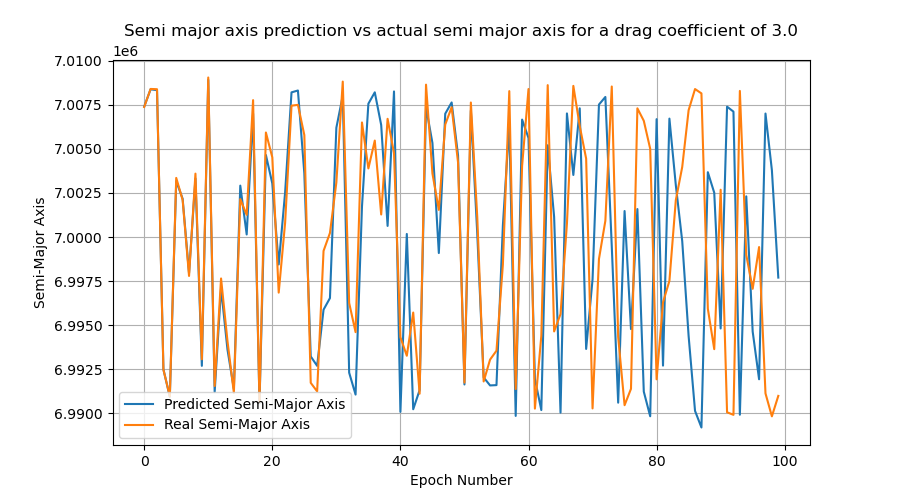 Semi major axis prediction vs actual semi major axis for a drag coefficient of 3.0
1e6
7.0100
7.0075
7.0050
7.0025
7.0000
6.9975
6.9950
6.9925
6.9900
Semi-Major Axis
Predicted Semi-Major Axis
Real Semi-Major Axis
0 20 40 60 80 100
Epoch Number